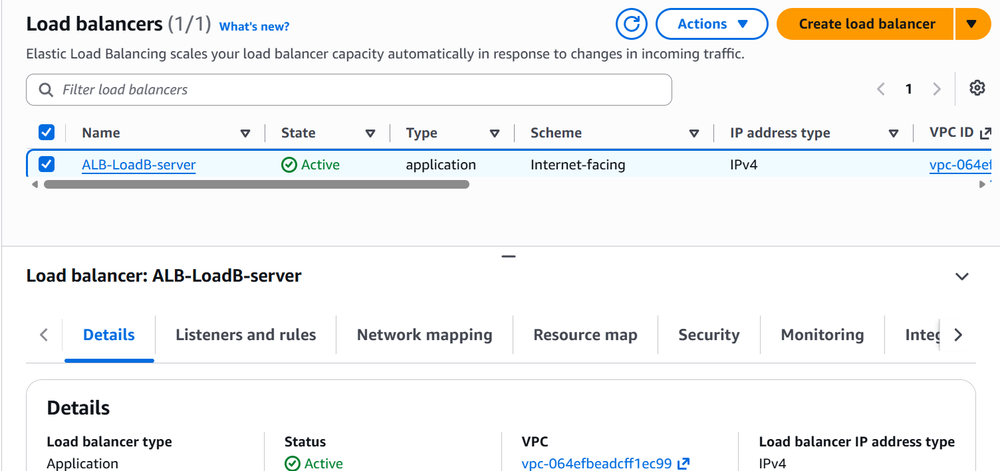 Load balancers (1/1) What's new?
Actions
Create load balancer
Elastic Load Balancing scales your load balancer capacity automatically in response to changes in incoming traffic.
Filter load balancers
1
Name State Type Scheme IP address type VPC ID
ALB-LoadB-server Active application Internet-facing IPv4 vpc-064ef
Load balancer: ALB-LoadB-server
Details Listeners and rules Network mapping Resource map Security Monitoring Integ
Details
Load balancer type Status VPC Load balancer IP address type
Application Active vpc-064efbeadcff1ec99 IPv4